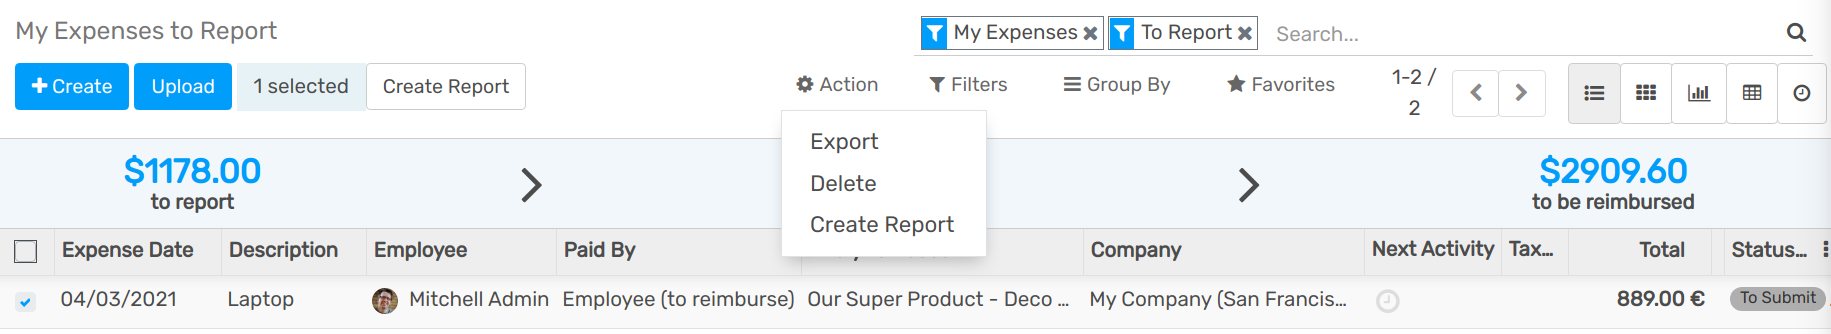 My Expenses to Report
My Expenses To Report Search...
Create Upload 1 selected Create Report
Action Filters Group By Favorites 1-2 / 2
Export
Delete
Create Report
$1178.00
to report
$2909.60
to be reimbursed
Expense Date Description Employee Paid By Company Next Activity Tax... Total Status...
04/03/2021 Laptop Mitchell Admin Employee (to reimburse) Our Super Product - Deco ... My Company (San Francis... 889.00 € To Submit